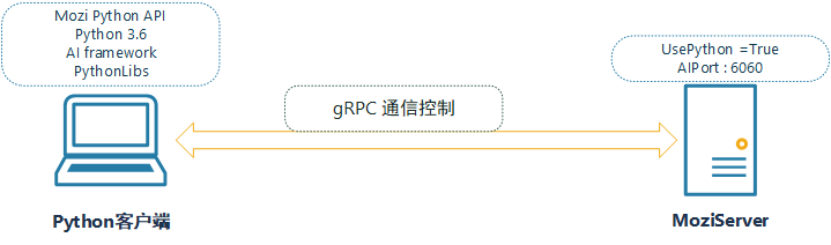 Mozi Python API
Python 3.6
AI framework
PythonLibs
UsePython =True
AIPort : 6060
gRPC 通信控制
Python客户端
MoziServer